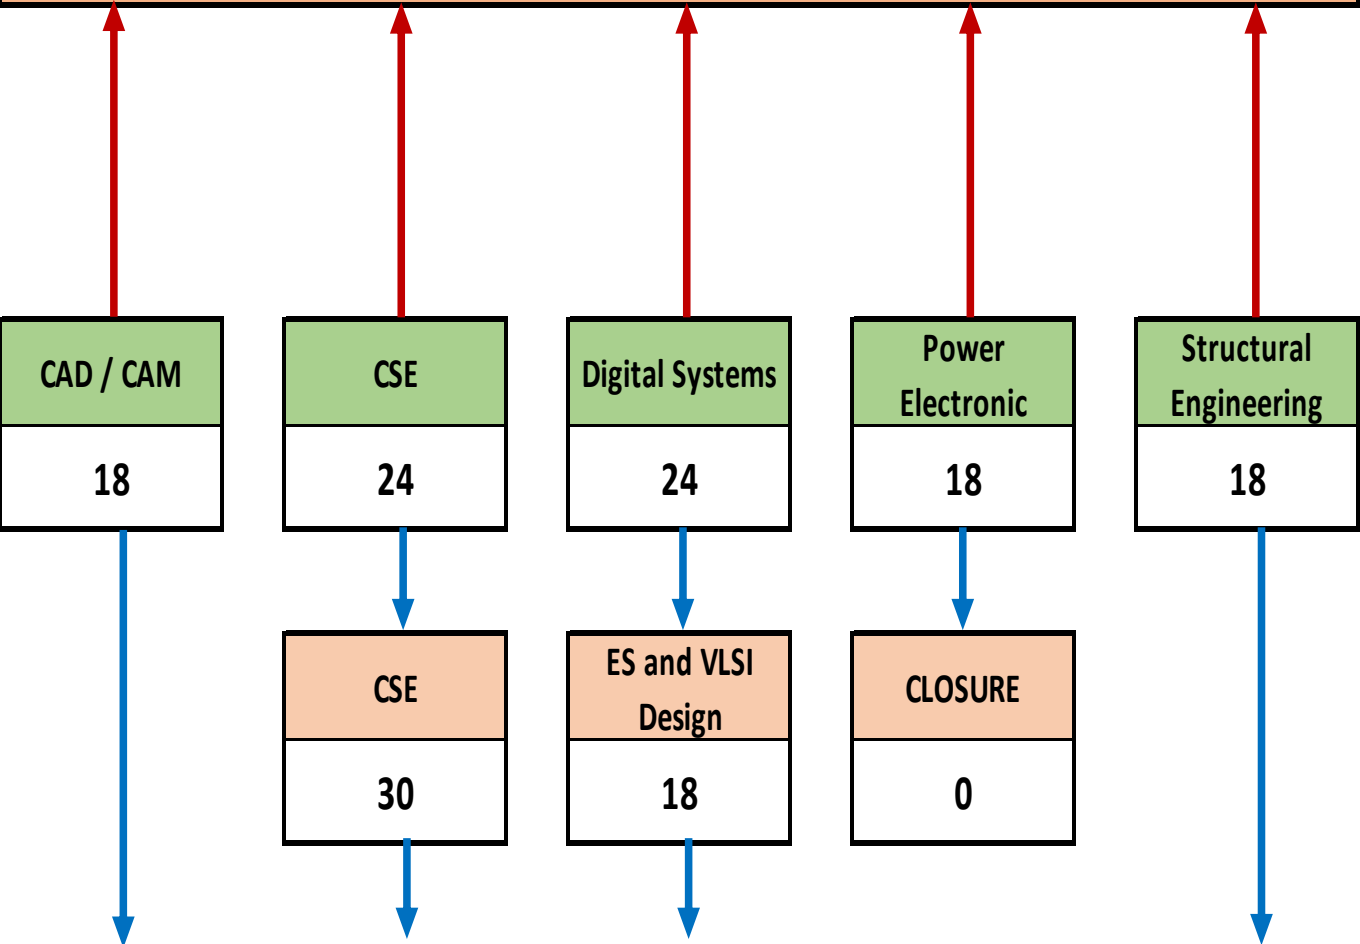 CAD / CAM
CSE
Digital Systems
Power
Electronic
Structural
Engineering
18
24
24
18
18
CSE
ES and VLSI
Design
CLOSURE
30
18
0